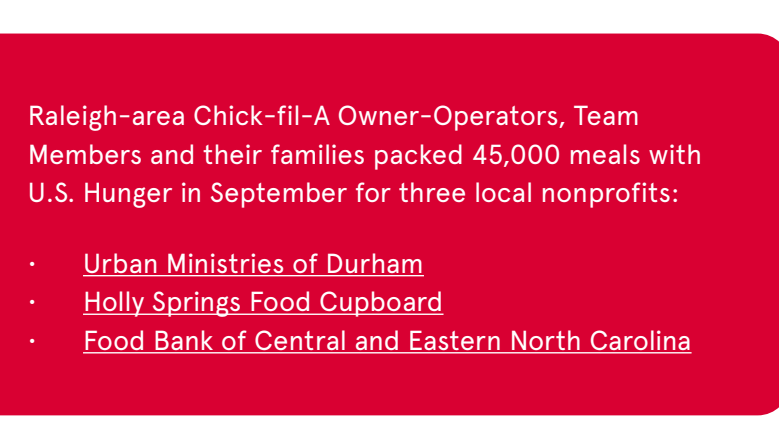 Raleigh-area Chick-fil-A Owner-Operators, Team
Members and their families packed 45,000 meals with
U.S. Hunger in September for three local nonprofits:
· Urban Ministries of Durham
· Holly Springs Food Cupboard
· Food Bank of Central and Eastern North Carolina